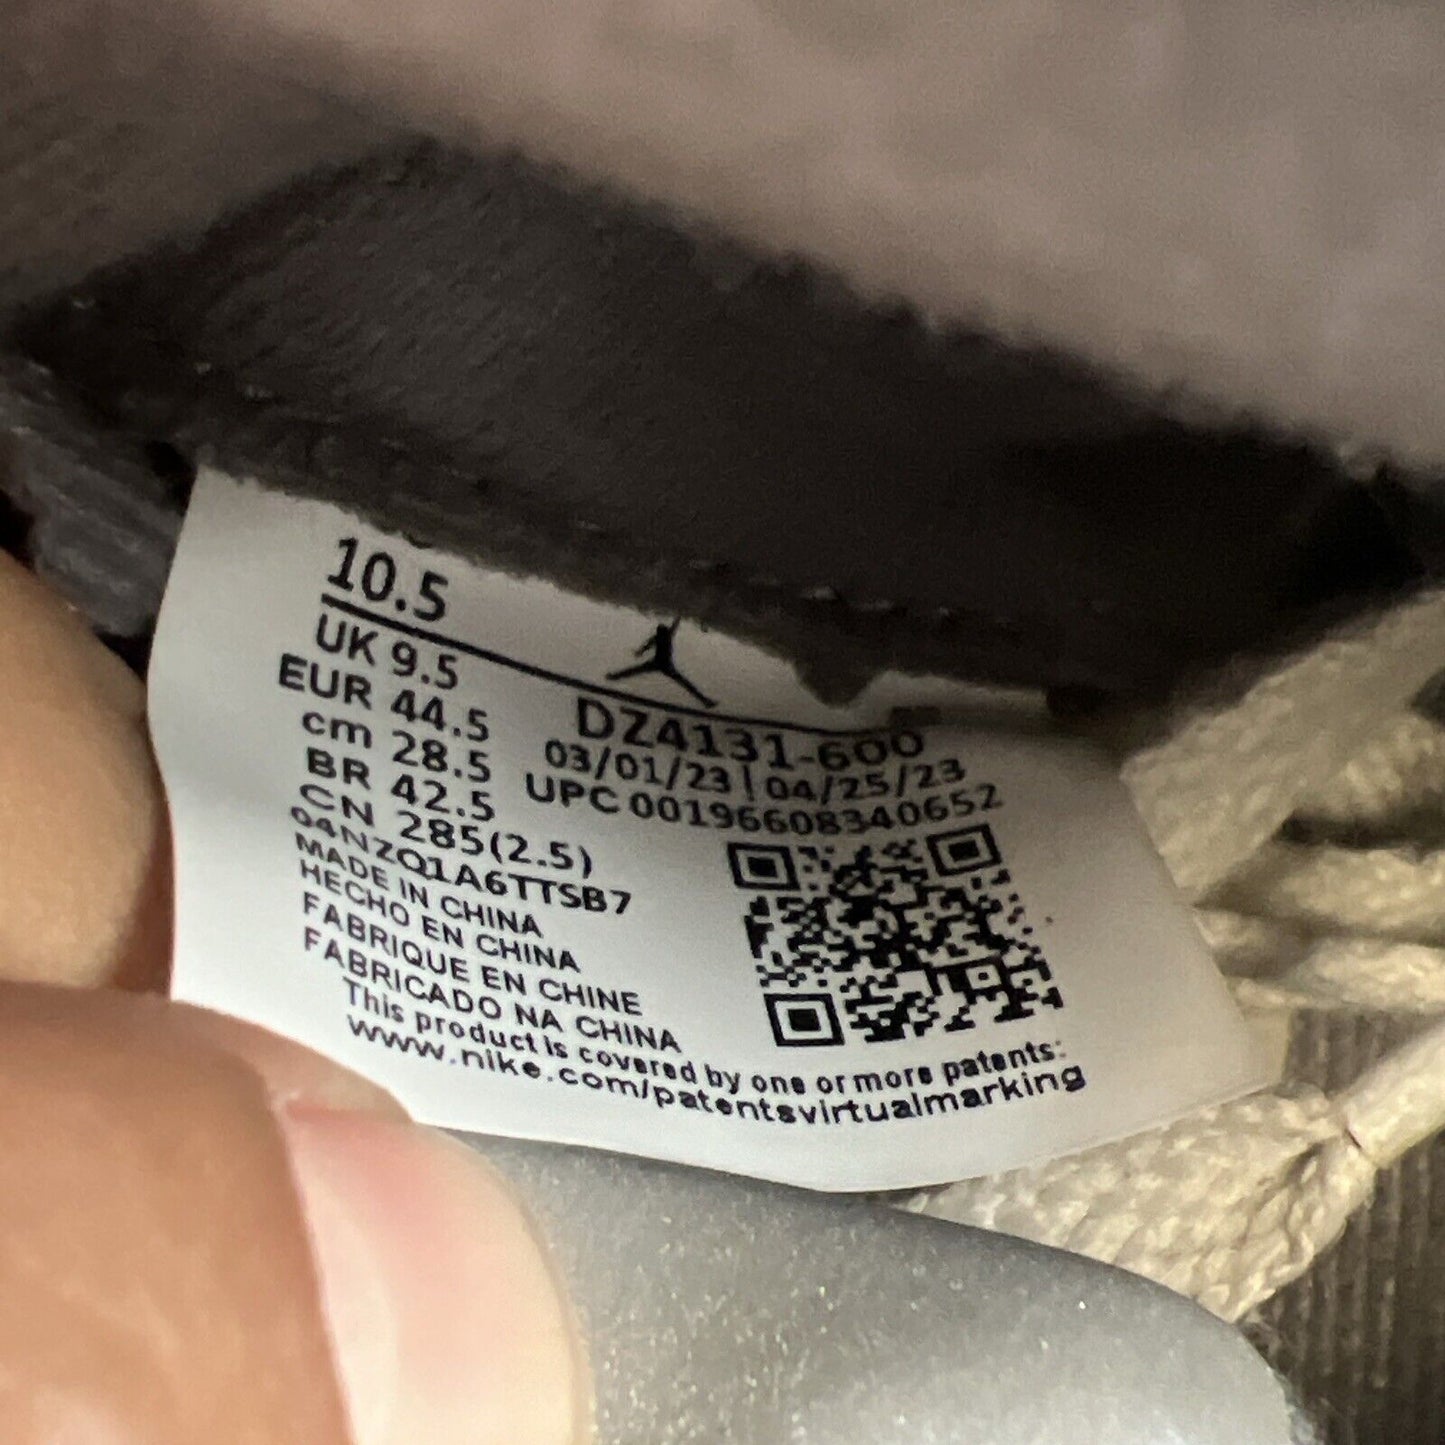 10.5
UK 9.5
EUR 44.5
cm 28.5
BR 42.5
CN 285(2.5)
DZ4131-600
03/01/23 | 04/25/23
UPC 00196608340652
04NZQ1A6TTSB7
MADE IN CHINA
HECHO EN CHINA
FABRIQUE EN CHINE
FABRICADO NA CHINA
This product is covered by one or more patents:
www.nike.com/patentsvirtualmarking